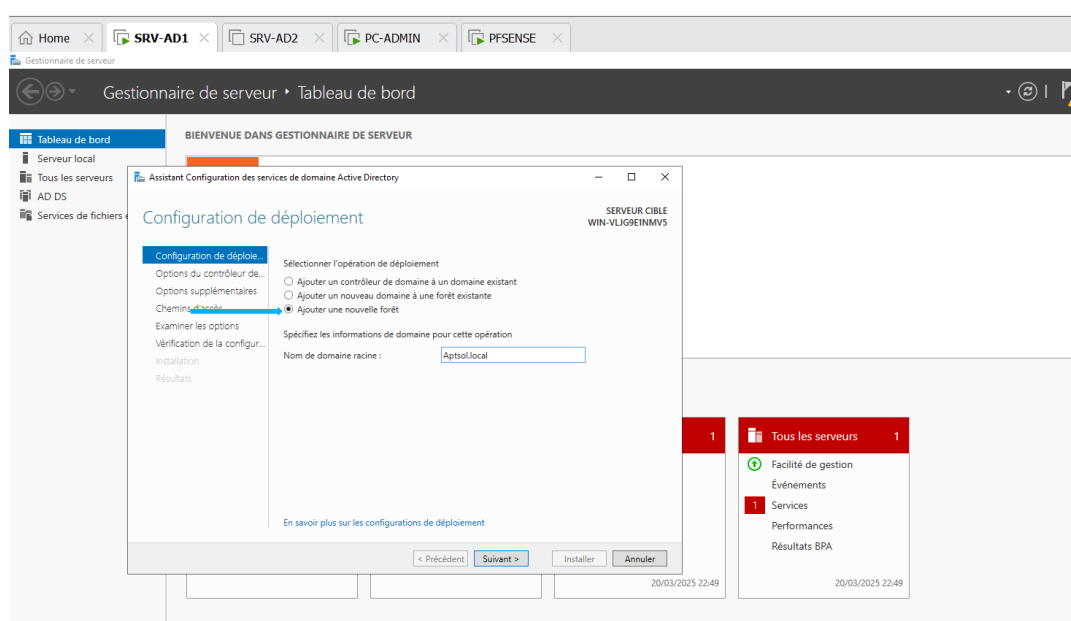 Home
SRV-AD1
SRV-AD2
PC-ADMIN
PFSENSE
Gestionnaire de serveur
Gestionnaire de serveur
Tableau de bord
Tableau de bord
Serveur local
Tous les serveurs
AD DS
Services de fichiers
BIENVENUE DANS GESTIONNAIRE DE SERVEUR
Assistant Configuration des services de domaine Active Directory
Configuration de déploiement
SERVEUR CIBLE
WIN-VLJG9EINMV5
Configuration de déploie...
Options du contrôleur de...
Options supplémentaires
Chemins d'accès
Examiner les options
Vérification de la configur...
Installation
Résultats
Sélectionner l'opération de déploiement
Ajouter un contrôleur de domaine à un domaine existant
Ajouter un nouveau domaine à une forêt existante
Ajouter une nouvelle forêt
Spécifiez les informations de domaine pour cette opération
Nom de domaine racine :
Aptsol.local
En savoir plus sur les configurations de déploiement
< Précédent
Suivant >
Installer
Annuler
1
20/03/2025 22:49
Tous les serveurs 1
Facilité de gestion
Événements
1 Services
Performances
Résultats BPA
20/03/2025 22:49